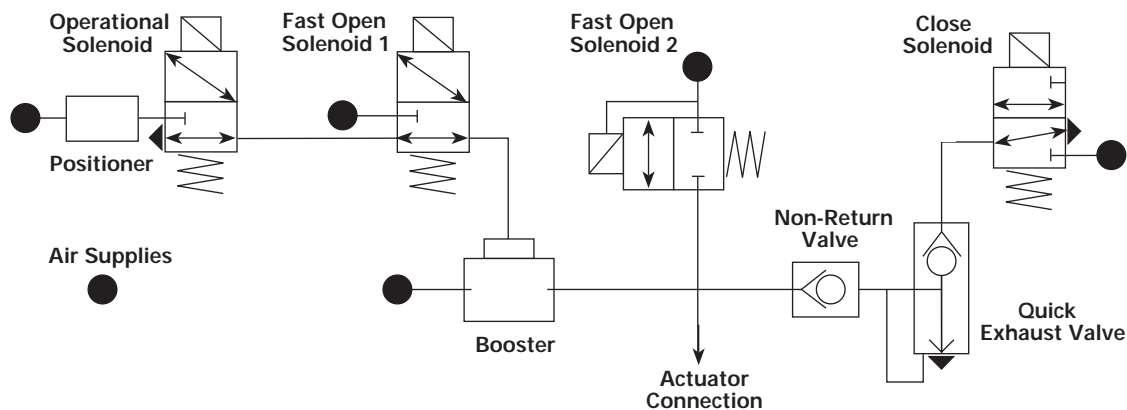 Operational
Solenoid
Fast Open
Solenoid 1
Fast Open
Solenoid 2
Close
Solenoid
Positioner
Non-Return
Valve
Air Supplies
Quick
Exhaust Valve
Booster
Actuator
Connection